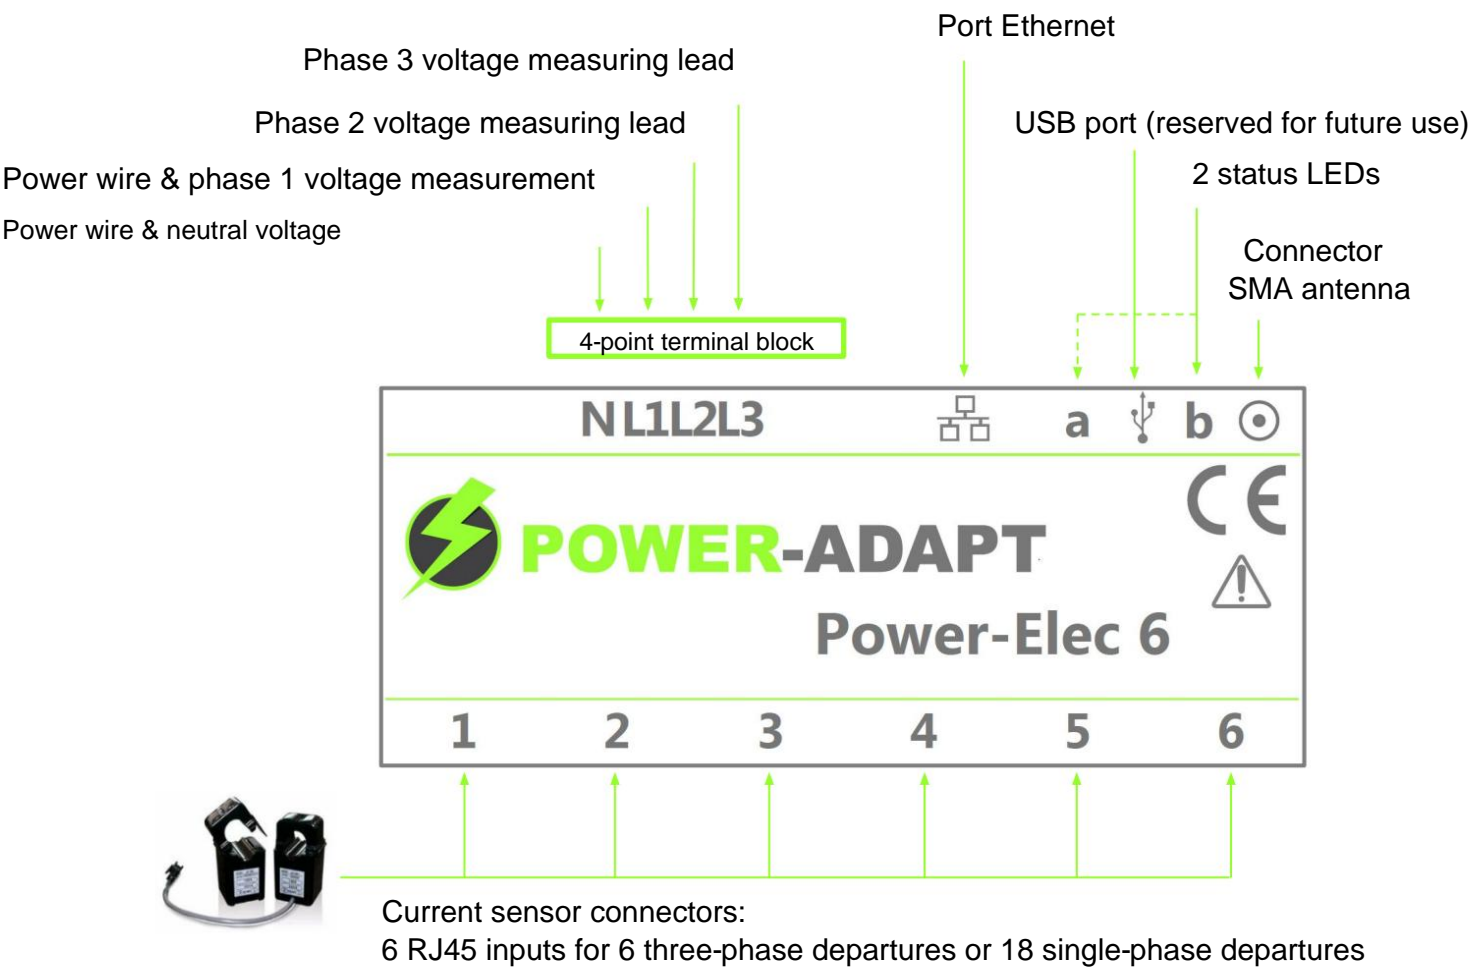 Port Ethernet
Phase 3 voltage measuring lead
Phase 2 voltage measuring lead
USB port (reserved for future use)
Power wire & phase 1 voltage measurement
2 status LEDs
Power wire & neutral voltage
Connector
SMA antenna
4-point terminal block
N L1L2L3
a
b
CE
POWER-ADAPT
Power-Elec 6
1 2 3 4 5 6
Current sensor connectors:
6 RJ45 inputs for 6 three-phase departures or 18 single-phase departures